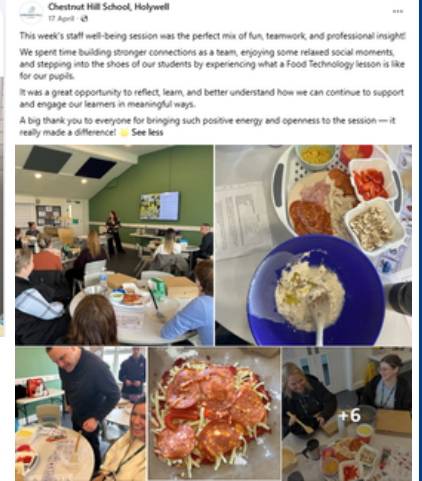 Chestnut Hill School, Holywell
17 April ·
This week's staff well-being session was the perfect mix of fun, teamwork, and professional insight!
We spent time building stronger connections as a team, enjoying some relaxed social moments,
and stepping into the shoes of our students by experiencing what a Food Technology lesson is like
for our pupils.
It was a great opportunity to reflect, learn, and better understand how we can continue to support
and engage our learners in meaningful ways.
A big thank you to everyone for bringing such positive energy and openness to the session — it
really made a difference! See less
+6